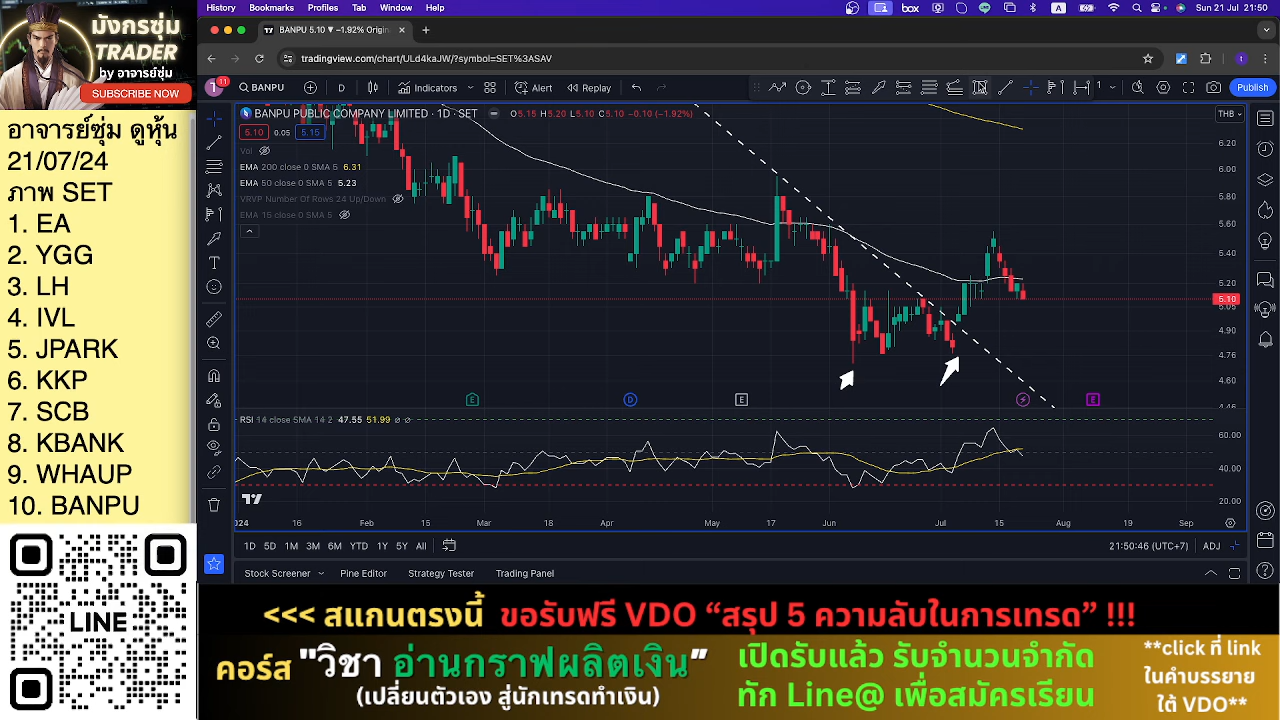 History Bookmarks Profiles Tab Window Help
Sun 21 Jul 21:50
มังกรซุ่ม
TRADER
by อาจารย์ซุ่ม
SUBSCRIBE NOW
BANPU 5.10 ▼ −1.92% Origin
tradingview.com/chart/ULd4kaJW/?symbol=SET%3ASAV
11
BANPU D Indicators Alert Replay Publish
BANPU PUBLIC COMPANY LIMITED · 1D · SET O5.15 H5.20 L5.10 C5.10 −0.10 (−1.92%) THB
5.10 0.05 5.15
Vol
EMA 200 close 0 SMA 5 6.31
EMA 50 close 0 SMA 5 5.23
VRVP Number Of Rows 24 Up/Down
EMA 15 close 0 SMA 5
6.20
6.00
5.80
5.60
5.40
5.20
5.10
5.05
4.90
4.76
4.60
4.46
E D E E
RSI 14 close SMA 14 2 47.55 51.99 ∅ ∅
60.00
40.00
20.00
2024 16 Feb 15 Mar 18 Apr May 17 Jun Jul 15 Aug 19 Sep
1D 5D 1M 3M 6M YTD 1Y 5Y All
21:50:46 (UTC+7) ADJ
Stock Screener Pine Editor Strategy Tester Trading Panel
อาจารย์ซุ่ม ดูหุ้น
21/07/24
ภาพ SET
1. EA
2. YGG
3. LH
4. IVL
5. JPARK
6. KKP
7. SCB
8. KBANK
9. WHAUP
10. BANPU
LINE
<<< สแกนตรงนี้ ขอรับฟรี VDO “สรุป 5 ความลับในการเทรด” !!!
คอร์ส "วิชา อ่านกราฟผลิตเงิน”
(เปลี่ยนตัวเอง สู่นักเทรดทำเงิน)
เปิดรับแล้ว รับจำนวนจำกัด
ทัก Line@ เพื่อสมัครเรียน
**click ที่ link
ในคำบรรยาย
ใต้ VDO**